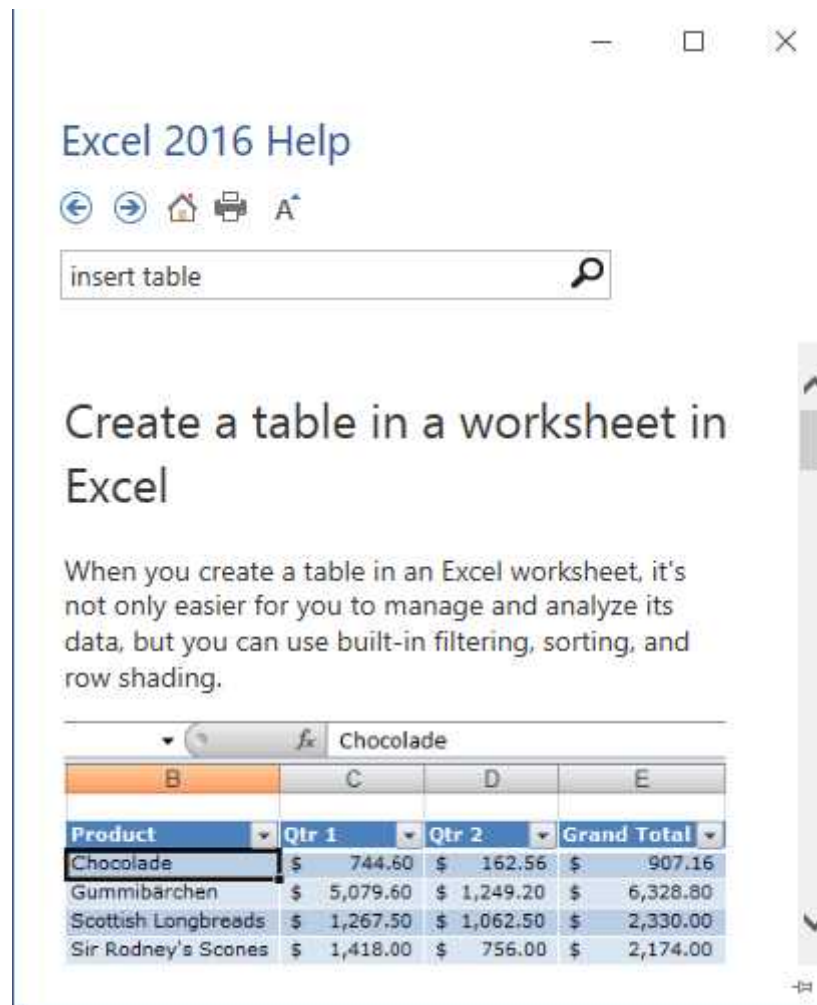 Excel 2016 Help
A
insert table
Create a table in a worksheet in
Excel
When you create a table in an Excel worksheet, it's
not only easier for you to manage and analyze its
data, but you can use built-in filtering, sorting, and
row shading.
fx Chocolade
B C D E
Product Qtr 1 Qtr 2 Grand Total
Chocolade $ 744.60 $ 162.56 $ 907.16
Gummibärchen $ 5,079.60 $ 1,249.20 $ 6,328.80
Scottish Longbreads $ 1,267.50 $ 1,062.50 $ 2,330.00
Sir Rodney's Scones $ 1,418.00 $ 756.00 $ 2,174.00